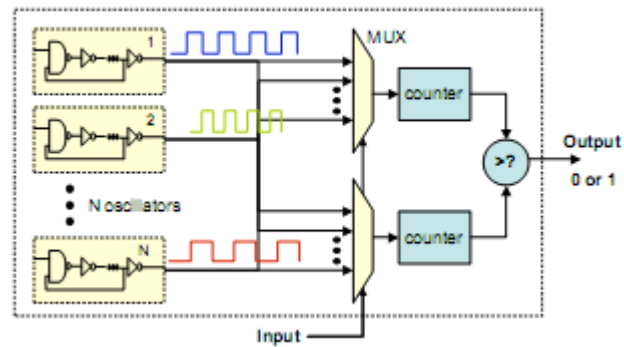 1
MUX
counter
2
>?
Output
0 or 1
N oscillators
N
counter
Input